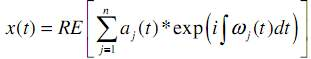 x(t) = RE[ ∑_{j=1}^{n} a_j(t) * exp( i ∫ ω_j(t)dt ) ]